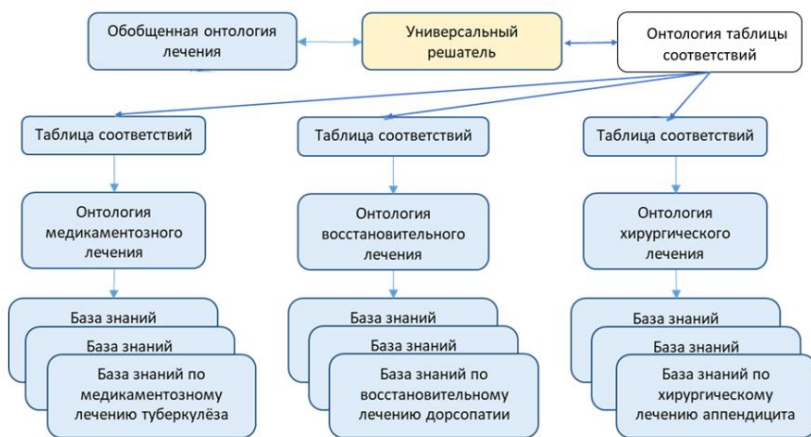 Обобщенная онтология
лечения
Универсальный
решатель
Онтология таблицы
соответствий
Таблица соответствий
Таблица соответствий
Таблица соответствий
Онтология
медикаментозного
лечения
Онтология
восстановительного
лечения
Онтология
хирургического
лечения
База знаний
База знаний
База знаний по
медикаментозному
лечению туберкулёза
База знаний
База знаний
База знаний по
восстановительному
лечению дорсопатии
База знаний
База знаний
База знаний по
хирургическому
лечению аппендицита